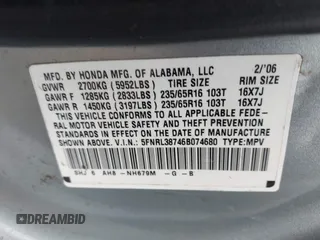 MFD. BY HONDA MFG. OF ALABAMA, LLC 2/'06
GVWR 2700KG (5952LBS) TIRE SIZE RIM SIZE
GAWR F 1285KG (2833LBS) 235/65R16 103T 16X7J
GAWR R 1450KG (3197LBS) 235/65R16 103T 16X7J
THIS VEHICLE CONFORMS TO ALL APPLICABLE FEDE-
RAL MOTOR VEHICLE SAFETY AND THEFT PREVENTION
STANDARDS IN EFFECT ON THE DATE OF MANUFACTURE
SHOWN ABOVE. V.I.N: 5FNRL38746B074680 TYPE:MPV
SHJ 6 AH8 - NH679M - G - B
DREAMBID
.com